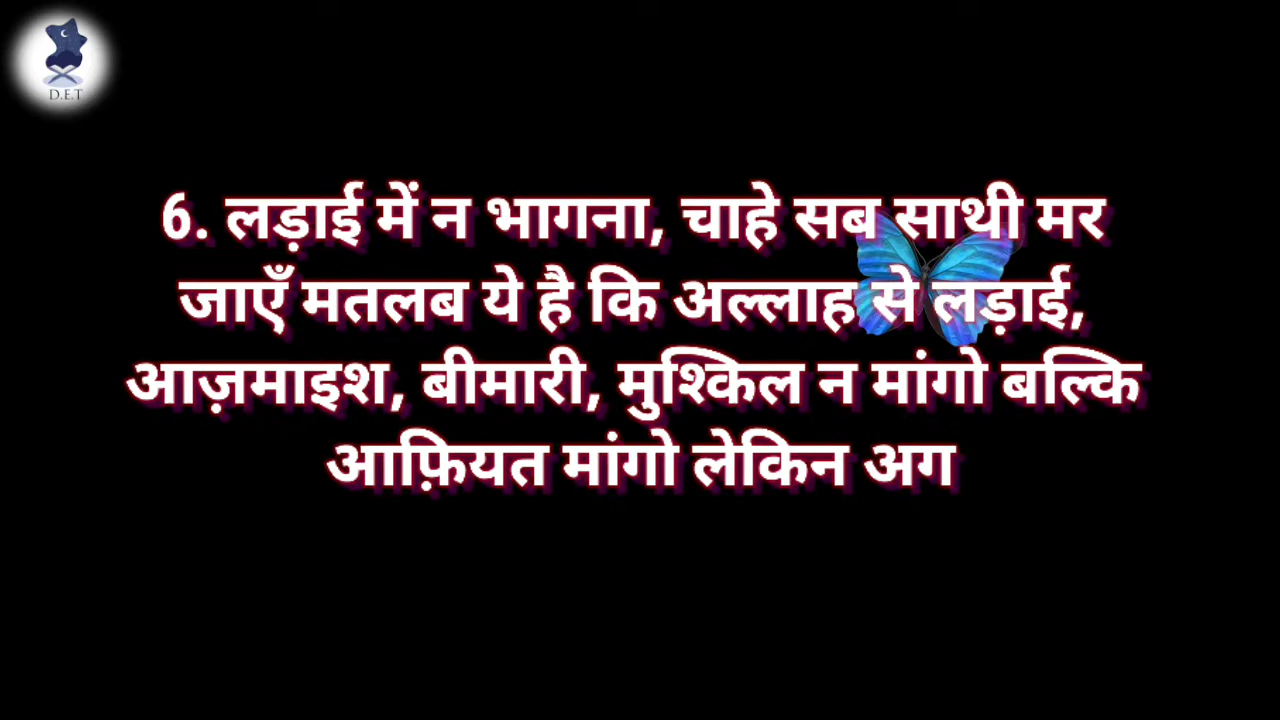 D.E.T
6. लड़ाई में न भागना, चाहे सब साथी मर
जाएँ मतलब ये है कि अल्लाह से लड़ाई,
आज़माइश, बीमारी, मुश्किल न मांगो बल्कि
आफ़ियत मांगो लेकिन अग